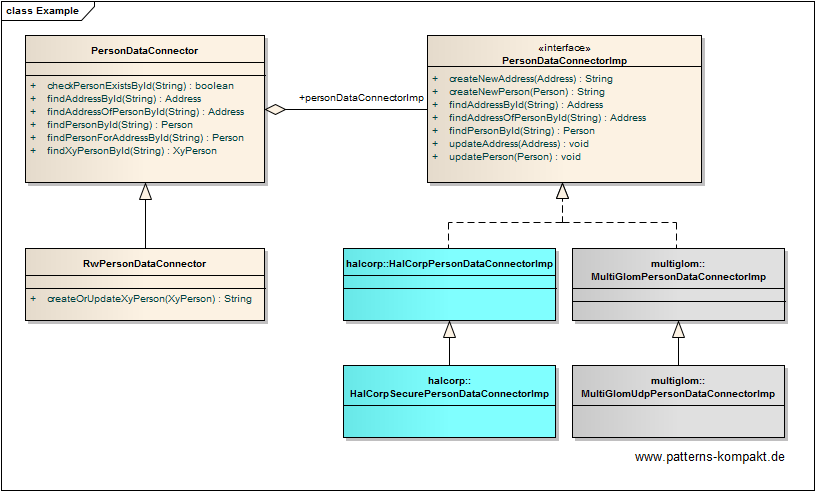 class Example
PersonDataConnector
+ checkPersonExistsById(String) : boolean
+ findAddressById(String) : Address
+ findAddressOfPersonById(String) : Address
+ findPersonById(String) : Person
+ findPersonForAddressById(String) : Person
+ findXyPersonById(String) : XyPerson
+personDataConnectorImp
«interface»
PersonDataConnectorImp
+ createNewAddress(Address) : String
+ createNewPerson(Person) : String
+ findAddressById(String) : Address
+ findAddressOfPersonById(String) : Address
+ findPersonById(String) : Person
+ updateAddress(Address) : void
+ updatePerson(Person) : void
RwPersonDataConnector
+ createOrUpdateXyPerson(XyPerson) : String
halcorp::HalCorpPersonDataConnectorImp
multiglom::
MultiGlomPersonDataConnectorImp
halcorp::
HalCorpSecurePersonDataConnectorImp
multiglom::
MultiGlomUdpPersonDataConnectorImp
www.patterns-kompakt.de